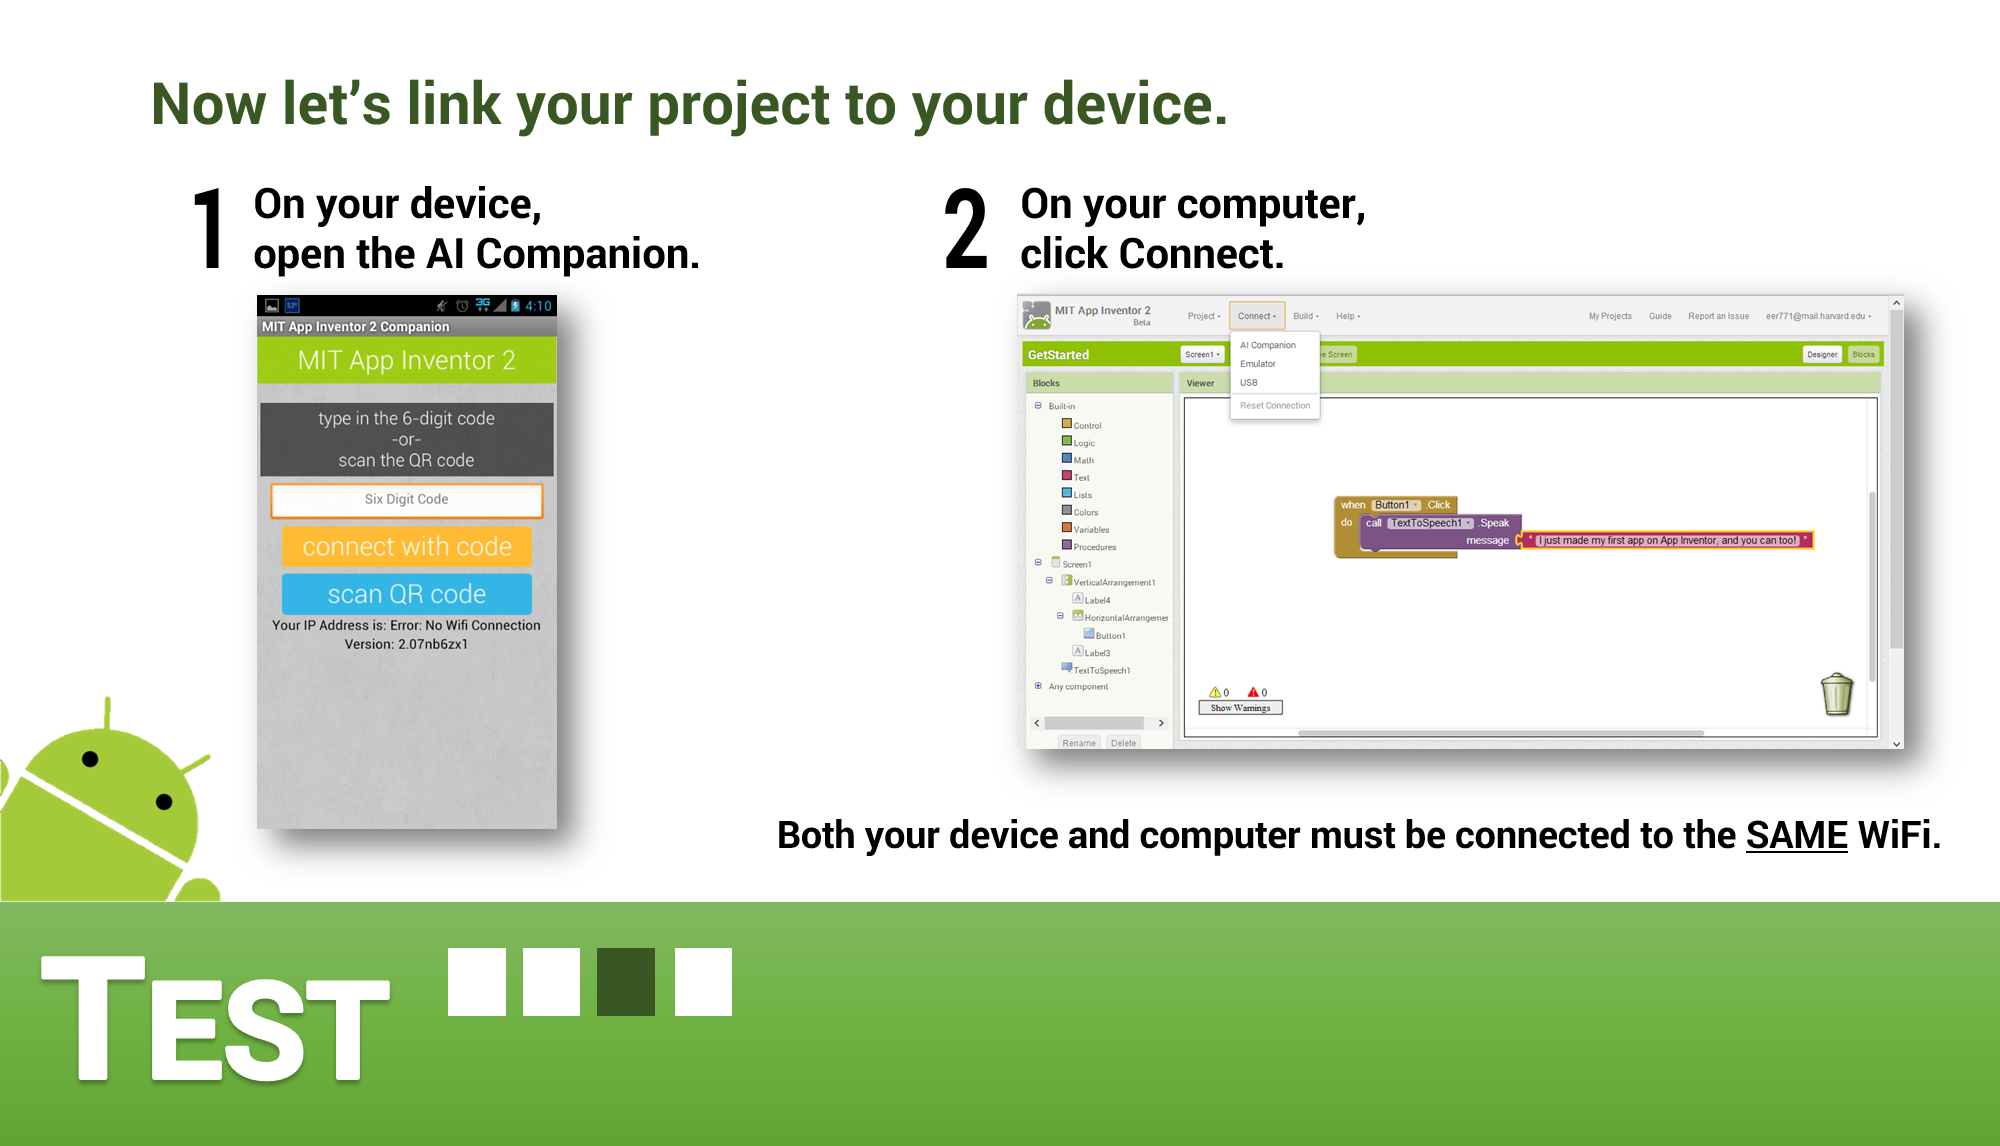 Now let's link your project to your device.
1
On your device,
open the AI Companion.
53°
3G
4:10
MIT App Inventor 2 Companion
MIT App Inventor 2
type in the 6-digit code
-or-
scan the QR code
Six Digit Code
connect with code
scan QR code
Your IP Address is: Error: No Wifi Connection
Version: 2.07nb6zx1
2
On your computer,
click Connect.
MIT App Inventor 2
Beta
Project
Connect
Build
Help
My Projects
Guide
Report an Issue
eer771@mail.harvard.edu
AI Companion
Emulator
USB
Reset Connection
GetStarted
Screen1
Screen
Designer
Blocks
Blocks
Viewer
Built-in
Control
Logic
Math
Text
Lists
Colors
Variables
Procedures
Screen1
VerticalArrangement1
Label4
HorizontalArrangemer
Button1
Label3
TextToSpeech1
Any component
Rename
Delete
when Button1 .Click
do call TextToSpeech1 .Speak
message " I just made my first app on App Inventor, and you can too! "
0
0
Show Warnings
Both your device and computer must be connected to the SAME WiFi.
TEST